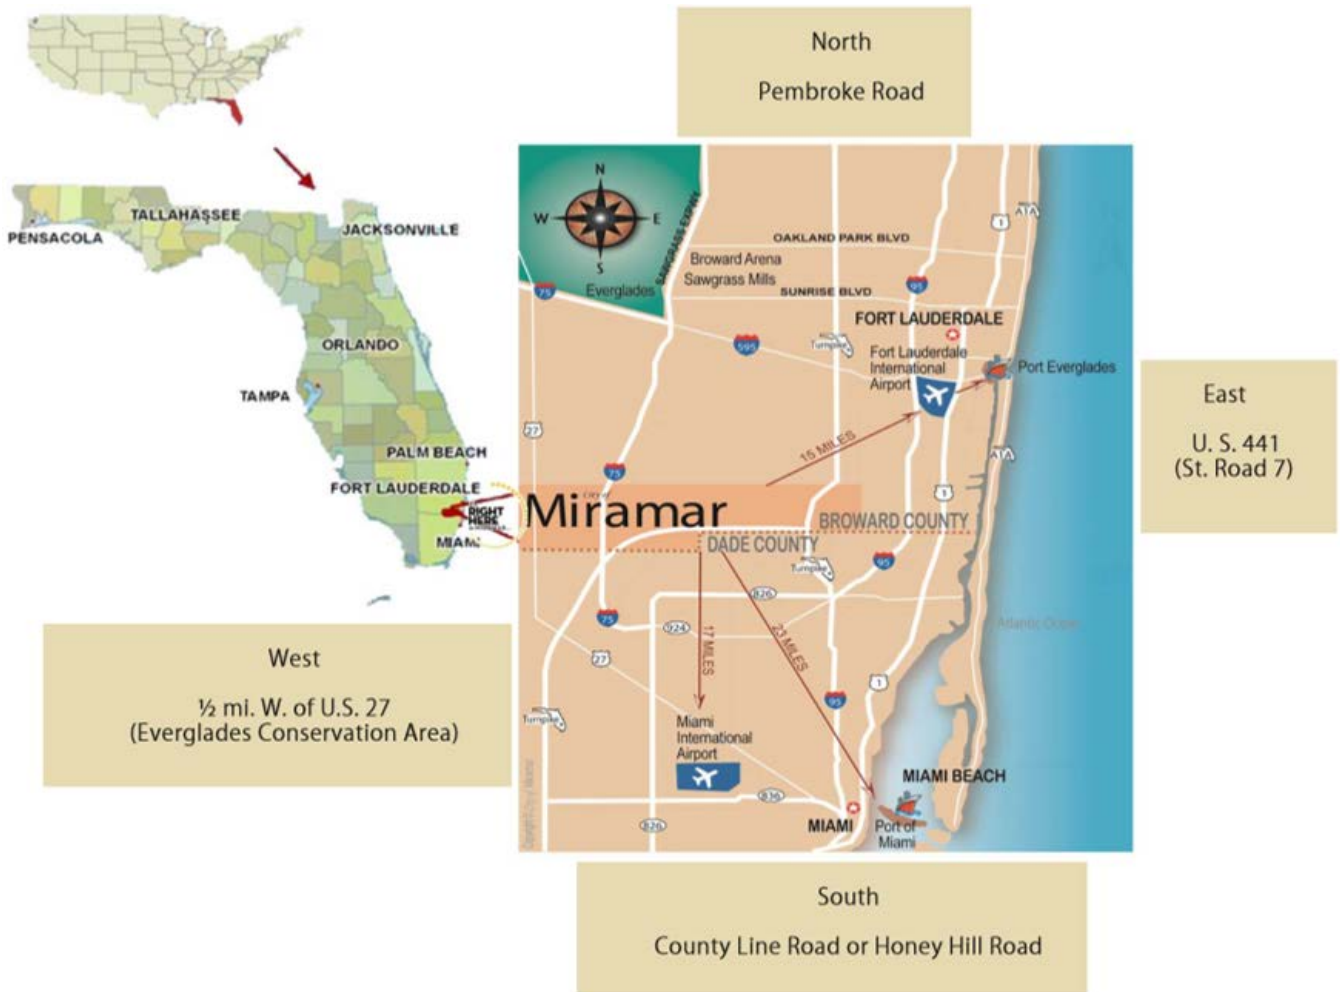 North
Pembroke Road
TALLAHASSEE
PENSACOLA
JACKSONVILLE
ORLANDO
TAMPA
PALM BEACH
FORT LAUDERDALE
RIGHT
HERE
MIAMI
N
W
E
S
SAWGRASS EXPWY
A1A
1
OAKLAND PARK BLVD
Broward Arena
Sawgrass Mills
75
Everglades
SUNRISE BLVD
95
FORT LAUDERDALE
595
Turnpike
Fort Lauderdale
International
Airport
Port Everglades
27
15 MILES
A1A
75
1
City of
Miramar
BROWARD COUNTY
DADE COUNTY
Turnpike
95
826
75
924
17 MILES
23 MILES
Atlantic Ocean
27
1
95
Turnpike
Miami
International
Airport
MIAMI BEACH
836
826
MIAMI
Port of
Miami
East
U. S. 441
(St. Road 7)
West
½ mi. W. of U.S. 27
(Everglades Conservation Area)
South
County Line Road or Honey Hill Road